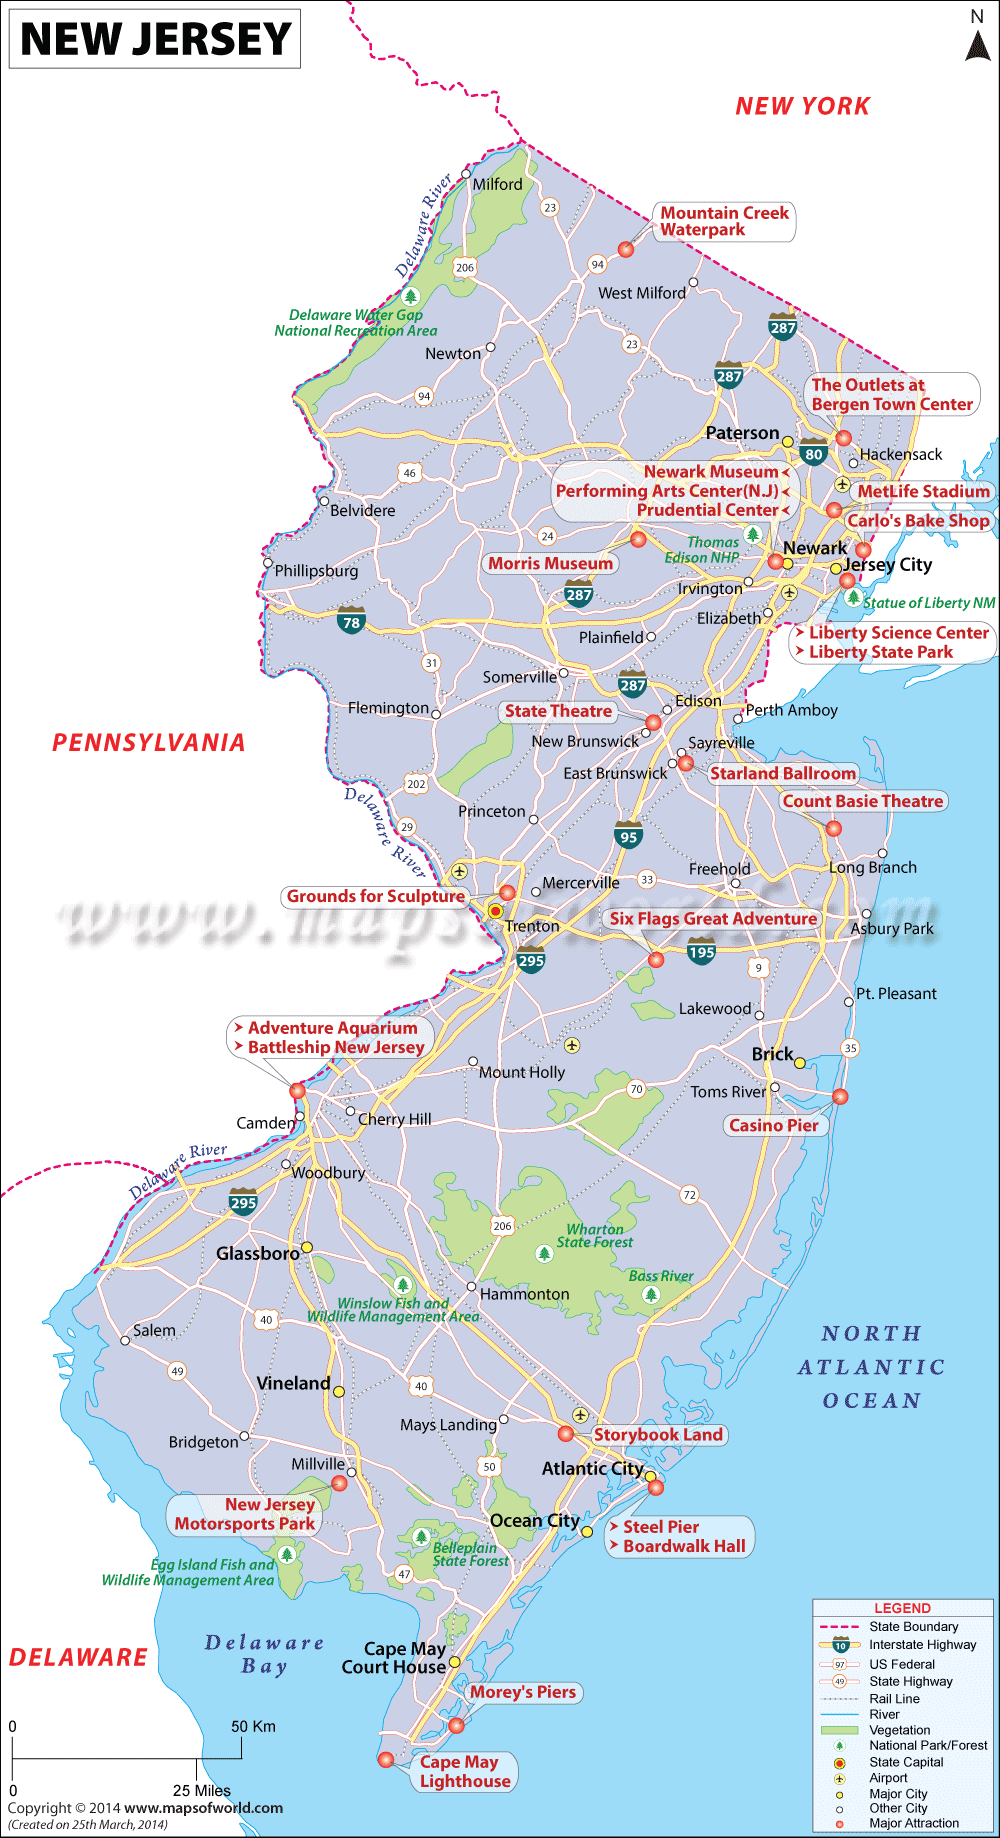 NEW JERSEY
N
NEW YORK
Milford
Delaware River
23
Mountain Creek
Waterpark
94
206
West Milford
Delaware Water Gap
National Recreation Area
287
23
Newton
287
The Outlets at
Bergen Town Center
94
Paterson
80
Hackensack
46
Newark Museum
Performing Arts Center(N.J)
Prudential Center
MetLife Stadium
Carlo's Bake Shop
Belvidere
24
Thomas
Edison NHP
Newark
Morris Museum
Jersey City
Phillipsburg
287
Irvington
Statue of Liberty NM
78
Elizabeth
Liberty Science Center
Liberty State Park
Plainfield
31
Somerville
287
Flemington
State Theatre
Edison
Perth Amboy
PENNSYLVANIA
New Brunswick
Sayreville
East Brunswick
Starland Ballroom
202
Delaware River
Count Basie Theatre
Princeton
29
95
Long Branch
Freehold
33
Mercerville
Grounds for Sculpture
www.mapsofworld.com
Six Flags Great Adventure
Trenton
Asbury Park
295
195
9
Pt. Pleasant
Lakewood
Adventure Aquarium
Battleship New Jersey
Brick
35
Mount Holly
70
Toms River
Camden
Cherry Hill
Casino Pier
Delaware River
Woodbury
295
72
206
Wharton
State Forest
Glassboro
Bass River
Hammonton
Winslow Fish and
Wildlife Management Area
40
Salem
NORTH
ATLANTIC
OCEAN
49
Vineland
40
Mays Landing
Storybook Land
Bridgeton
Millville
50
Atlantic City
New Jersey
Motorsports Park
Ocean City
Steel Pier
Boardwalk Hall
Belleplain
State Forest
Egg Island Fish and
Wildlife Management Area
47
DELAWARE
Delaware
Bay
Cape May
Court House
Morey's Piers
Cape May
Lighthouse
0
50 Km
0
25 Miles
Copyright © 2014 www.mapsofworld.com
(Created on 25th March, 2014)
LEGEND
State Boundary
10
Interstate Highway
97
US Federal
49
State Highway
Rail Line
River
Vegetation
National Park/Forest
State Capital
Airport
Major City
Other City
Major Attraction